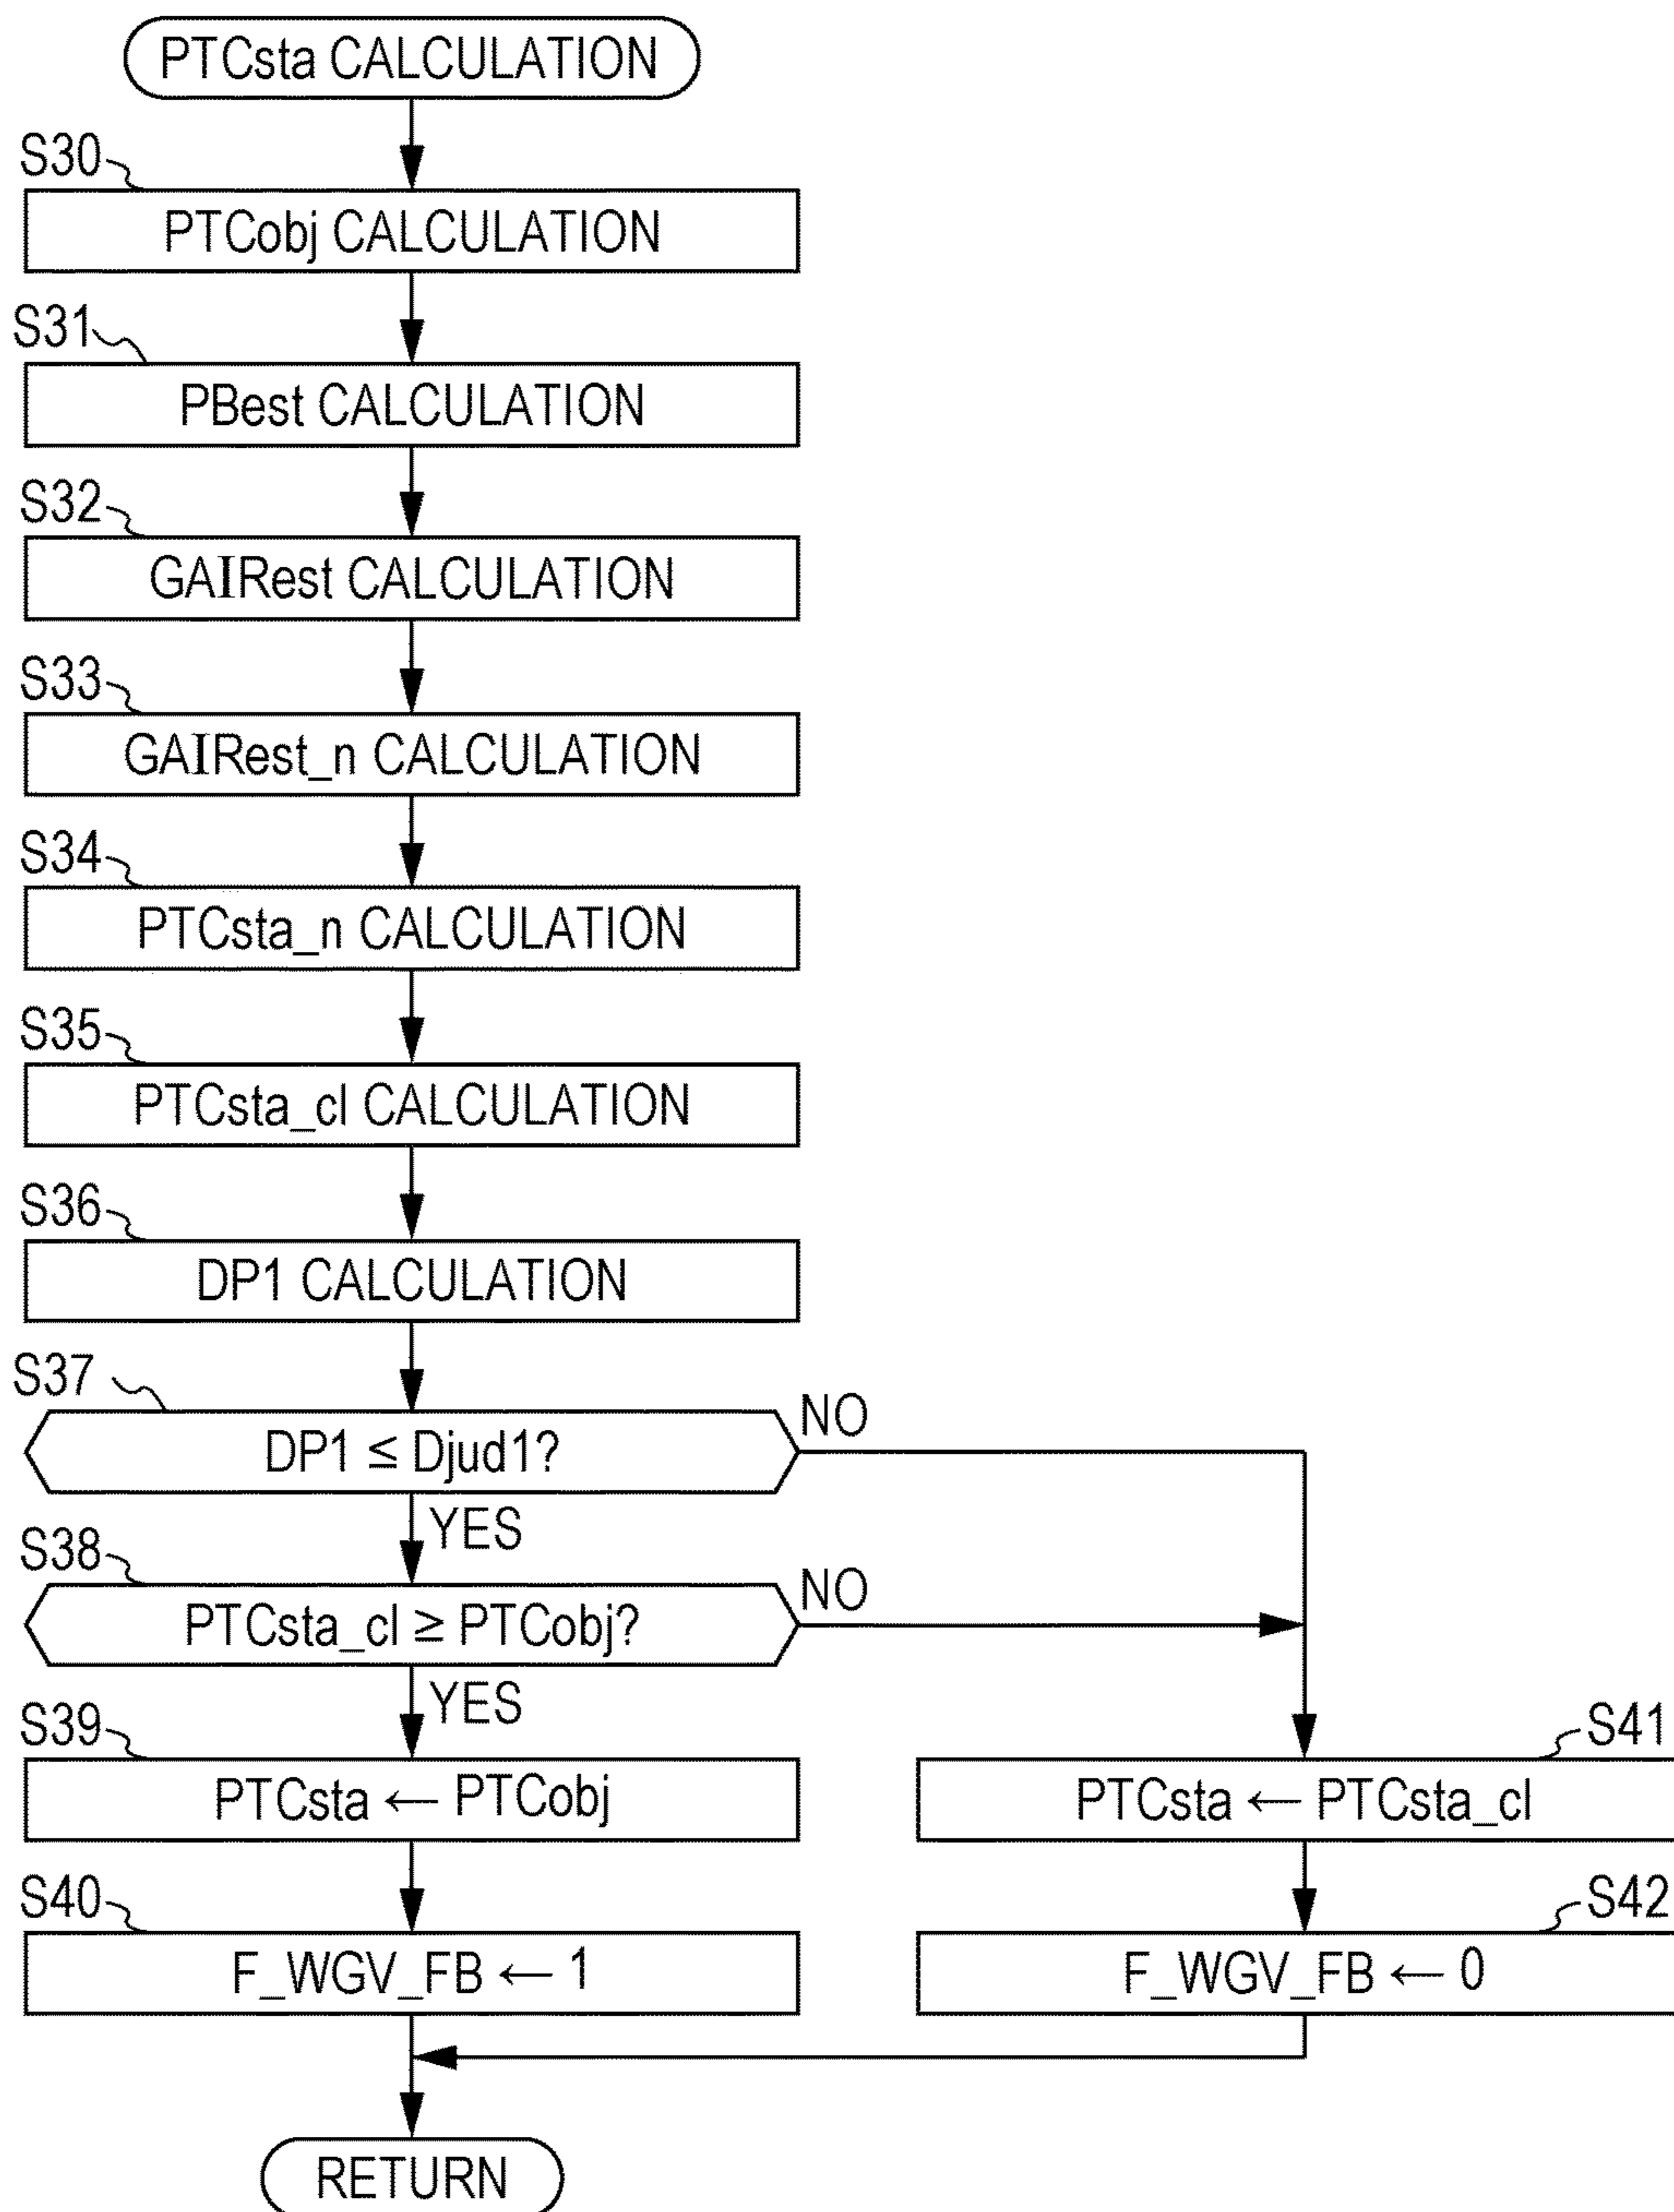 PTCsta CALCULATION
S30
PTCobj CALCULATION
S31
PBest CALCULATION
S32
GAIRest CALCULATION
S33
GAIRest_n CALCULATION
S34
PTCsta_n CALCULATION
S35
PTCsta_cl CALCULATION
S36
DP1 CALCULATION
S37
DP1 ≤ Djud1?
NO
YES
S38
PTCsta_cl ≥ PTCobj?
NO
YES
S39
PTCsta ← PTCobj
S41
PTCsta ← PTCsta_cl
S40
F_WGV_FB ← 1
S42
F_WGV_FB ← 0
RETURN